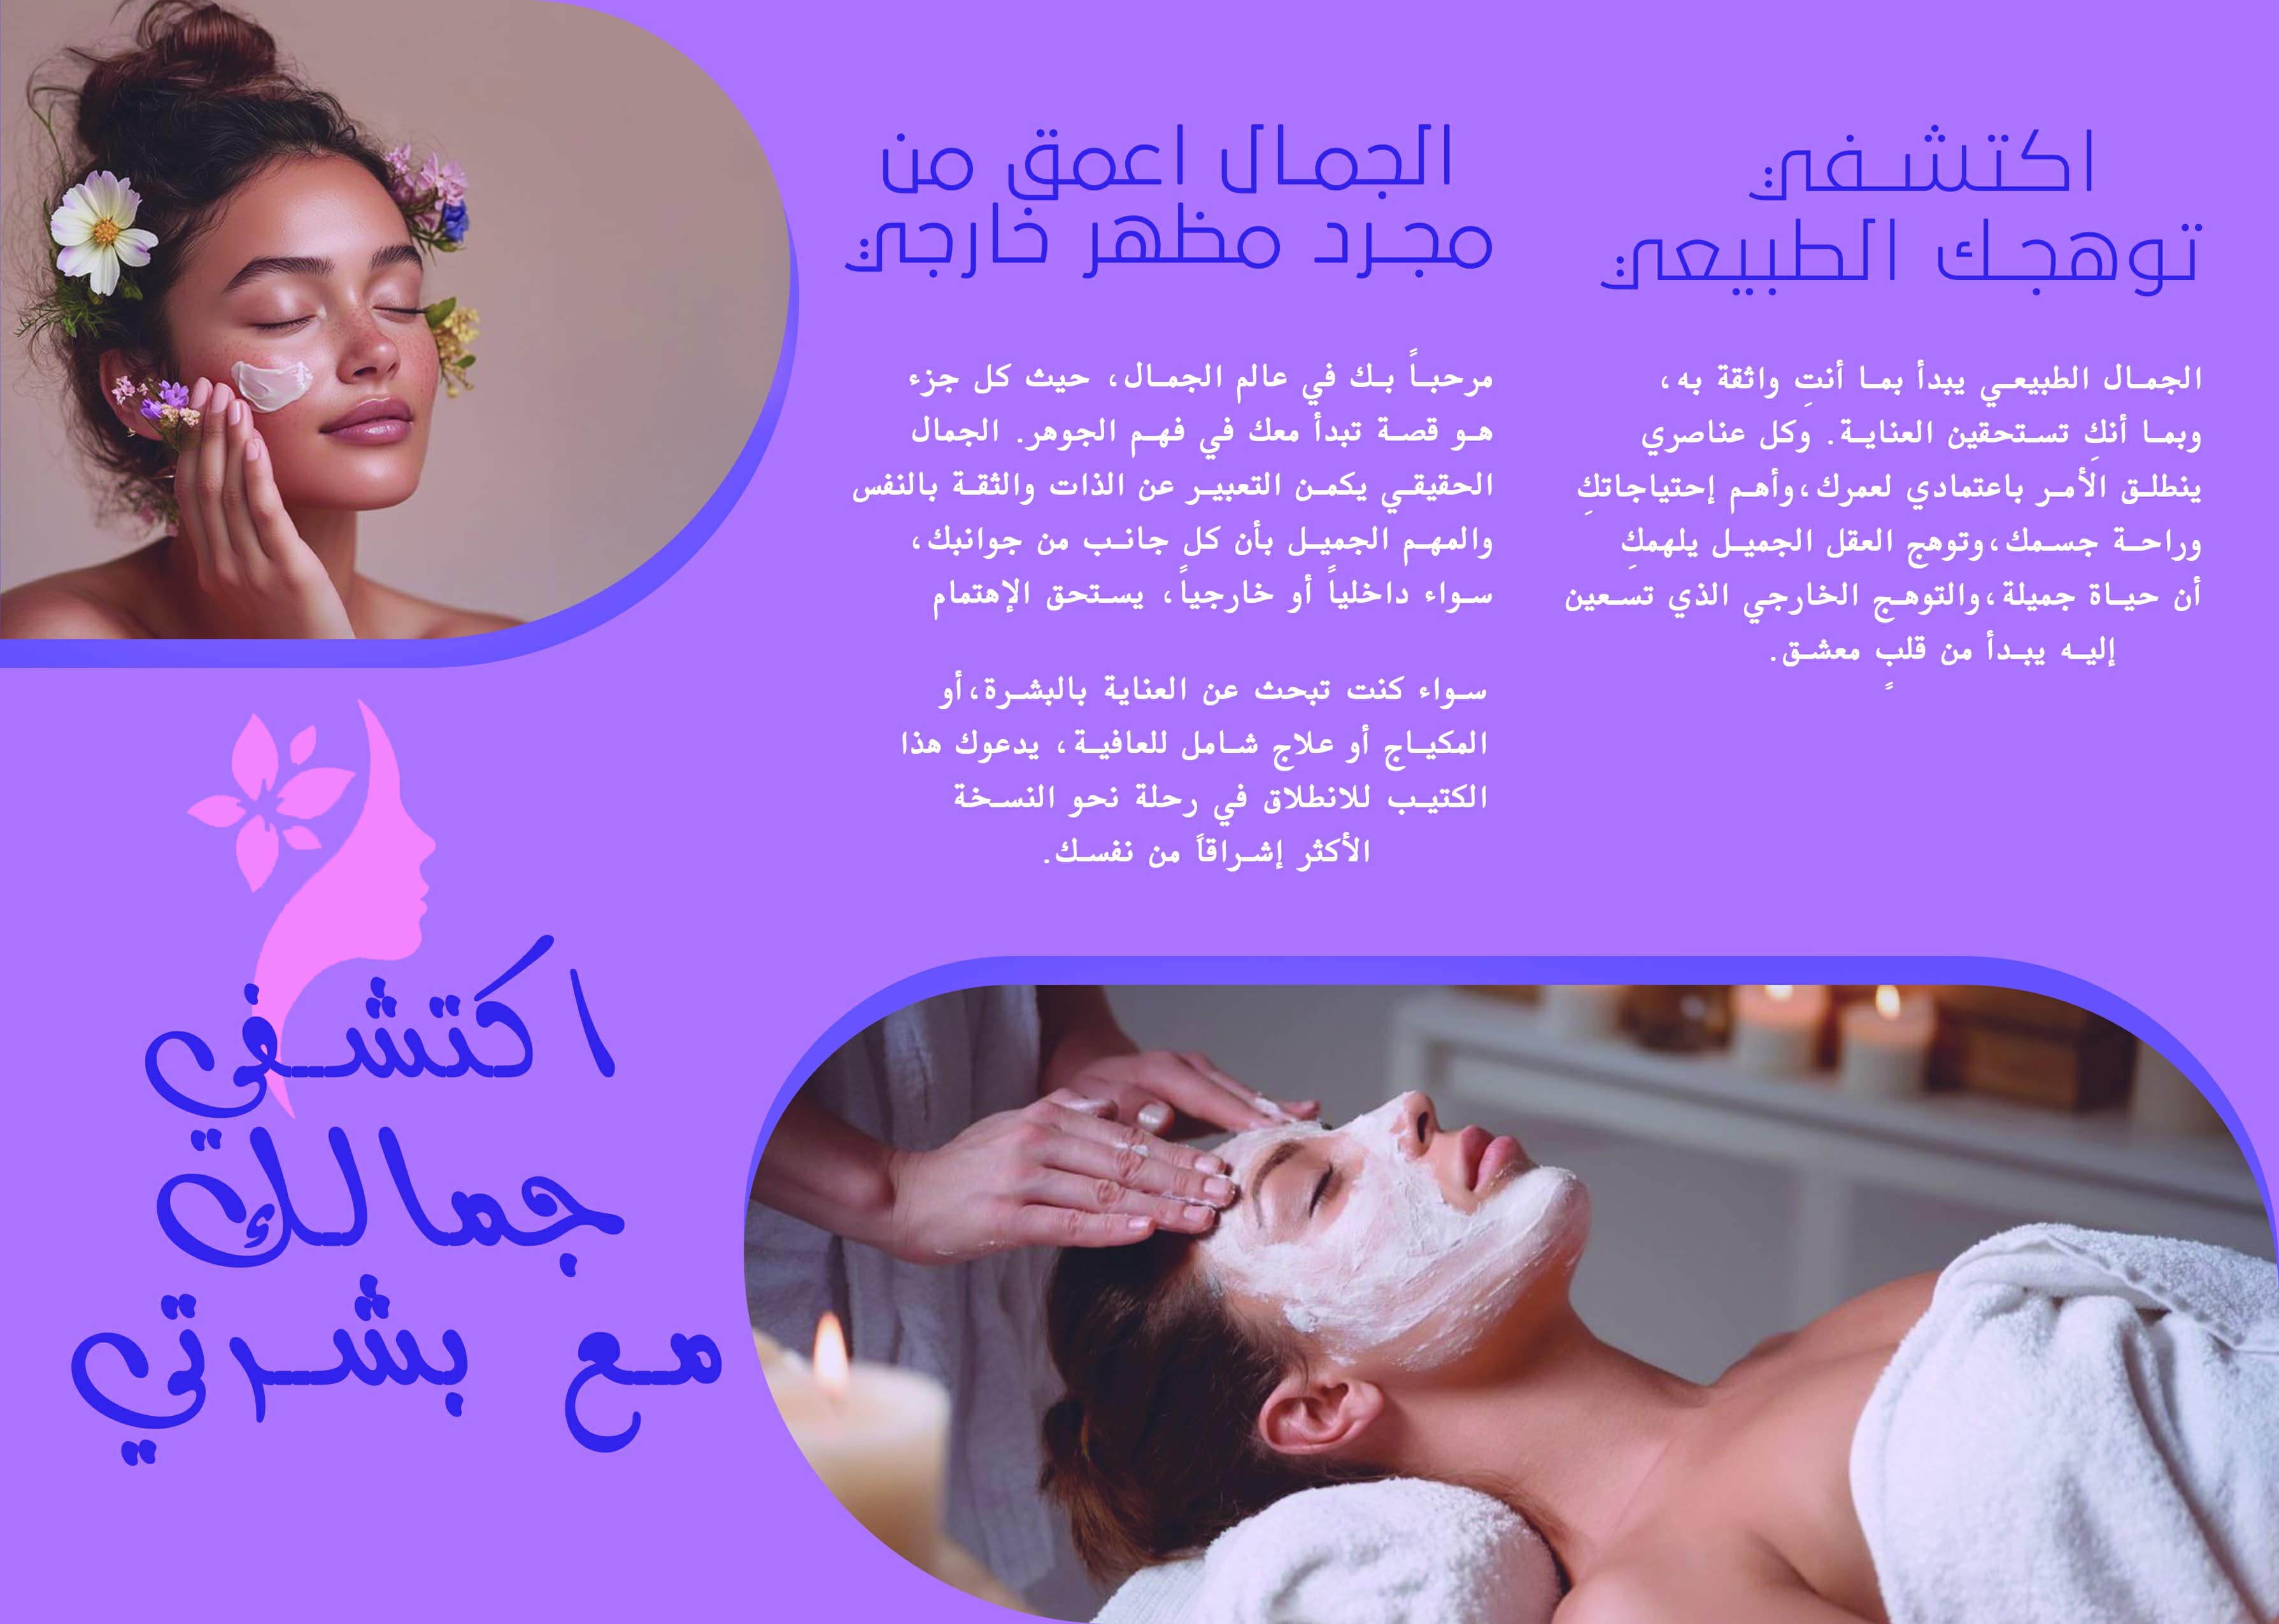 اكتشفي
توهجك الطبيعي
الجمال الطبيعي يبدأ بما أنتِ واثقة به،
وبما أنكِ تستحقين العناية. وكل عناصري
ينطلق الأمر باعتمادي لعمرك،وأهم إحتياجاتكِ
وراحة جسمك،وتوهج العقل الجميل يلهمكِ
أن حياة جميلة،والتوهج الخارجي الذي تسعين
إليه يبدأ من قلبٍ معشق.
الجمال اعمق من
مجرد مظهر خارجي
مرحباً بك في عالم الجمال، حيث كل جزء
هو قصة تبدأ معك في فهم الجوهر. الجمال
الحقيقي يكمن التعبير عن الذات والثقة بالنفس
والمهم الجميل بأن كل جانب من جوانبك،
سواء داخلياً أو خارجياً، يستحق الإهتمام
سواء كنت تبحث عن العناية بالبشرة،أو
المكياج أو علاج شامل للعافية، يدعوك هذا
الكتيب للانطلاق في رحلة نحو النسخة
الأكثر إشراقاً من نفسك.
اكتشفي
جمالك
مع بشرتي